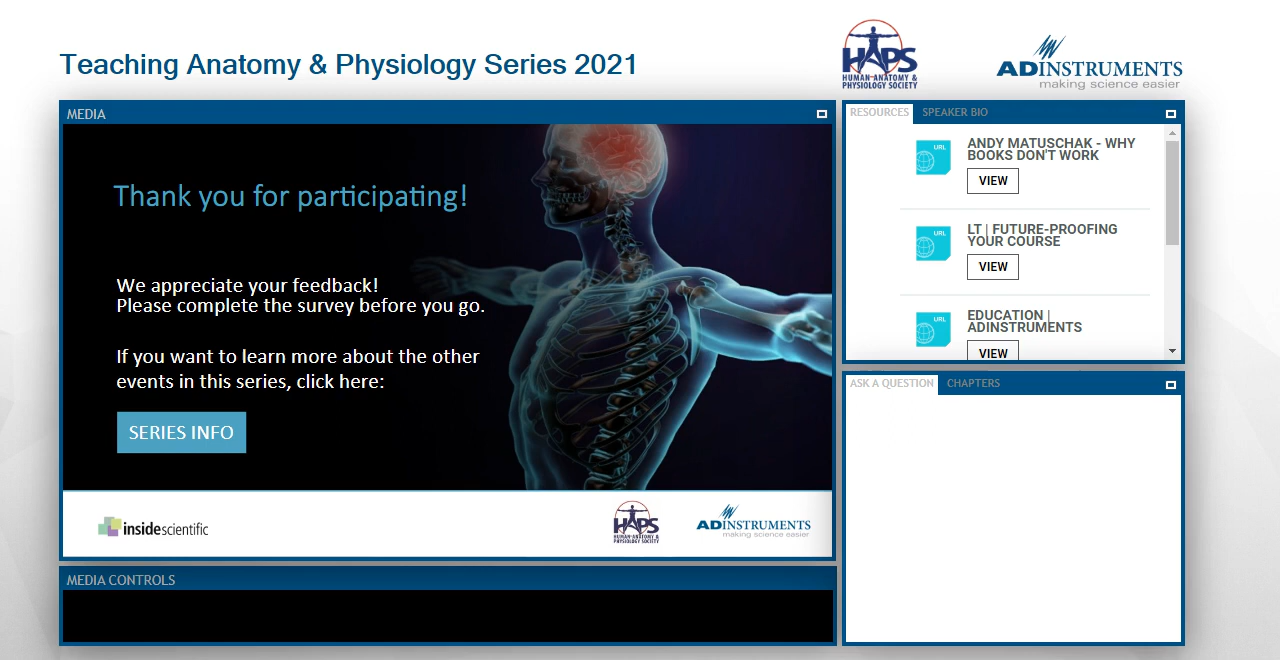 Teaching Anatomy & Physiology Series 2021
HAPS
HUMAN ANATOMY &
PHYSIOLOGY SOCIETY
ADINSTRUMENTS
making science easier
MEDIA
Thank you for participating!
We appreciate your feedback!
Please complete the survey before you go.
If you want to learn more about the other
events in this series, click here:
SERIES INFO
insidescientific
HAPS
HUMAN ANATOMY &
PHYSIOLOGY SOCIETY
ADINSTRUMENTS
making science easier
MEDIA CONTROLS
RESOURCES SPEAKER BIO
URL
ANDY MATUSCHAK - WHY
BOOKS DON'T WORK
VIEW
URL
LT | FUTURE-PROOFING
YOUR COURSE
VIEW
URL
EDUCATION |
ADINSTRUMENTS
VIEW
ASK A QUESTION CHAPTERS